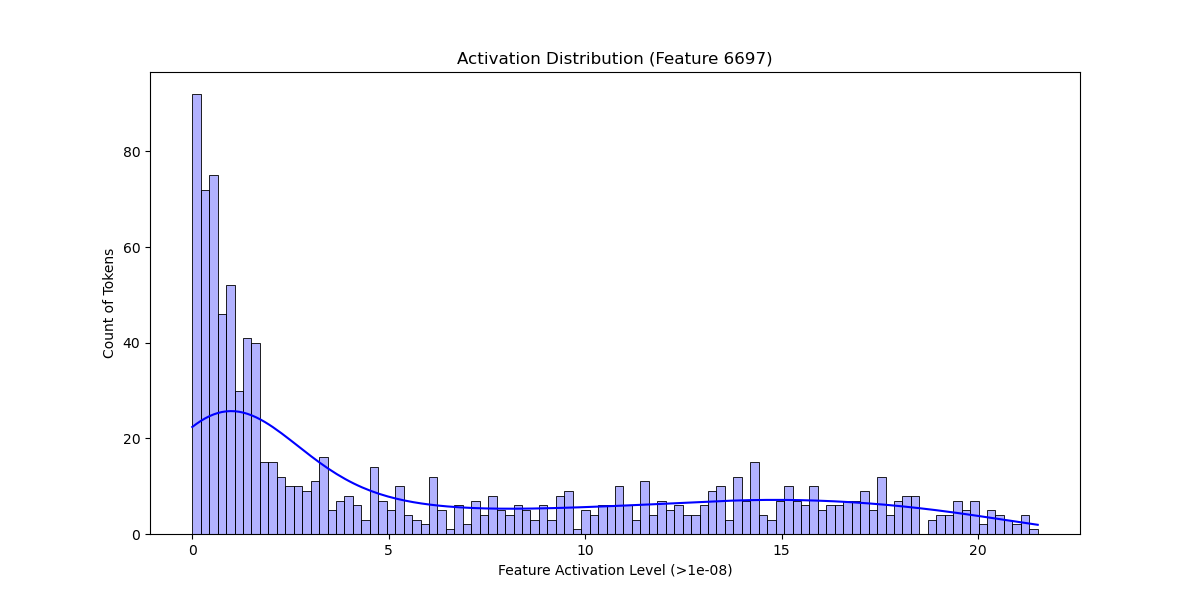 Activation Distribution (Feature 6697)
Count of Tokens
80
60
40
20
0
0 5 10 15 20
Feature Activation Level (>1e-08)